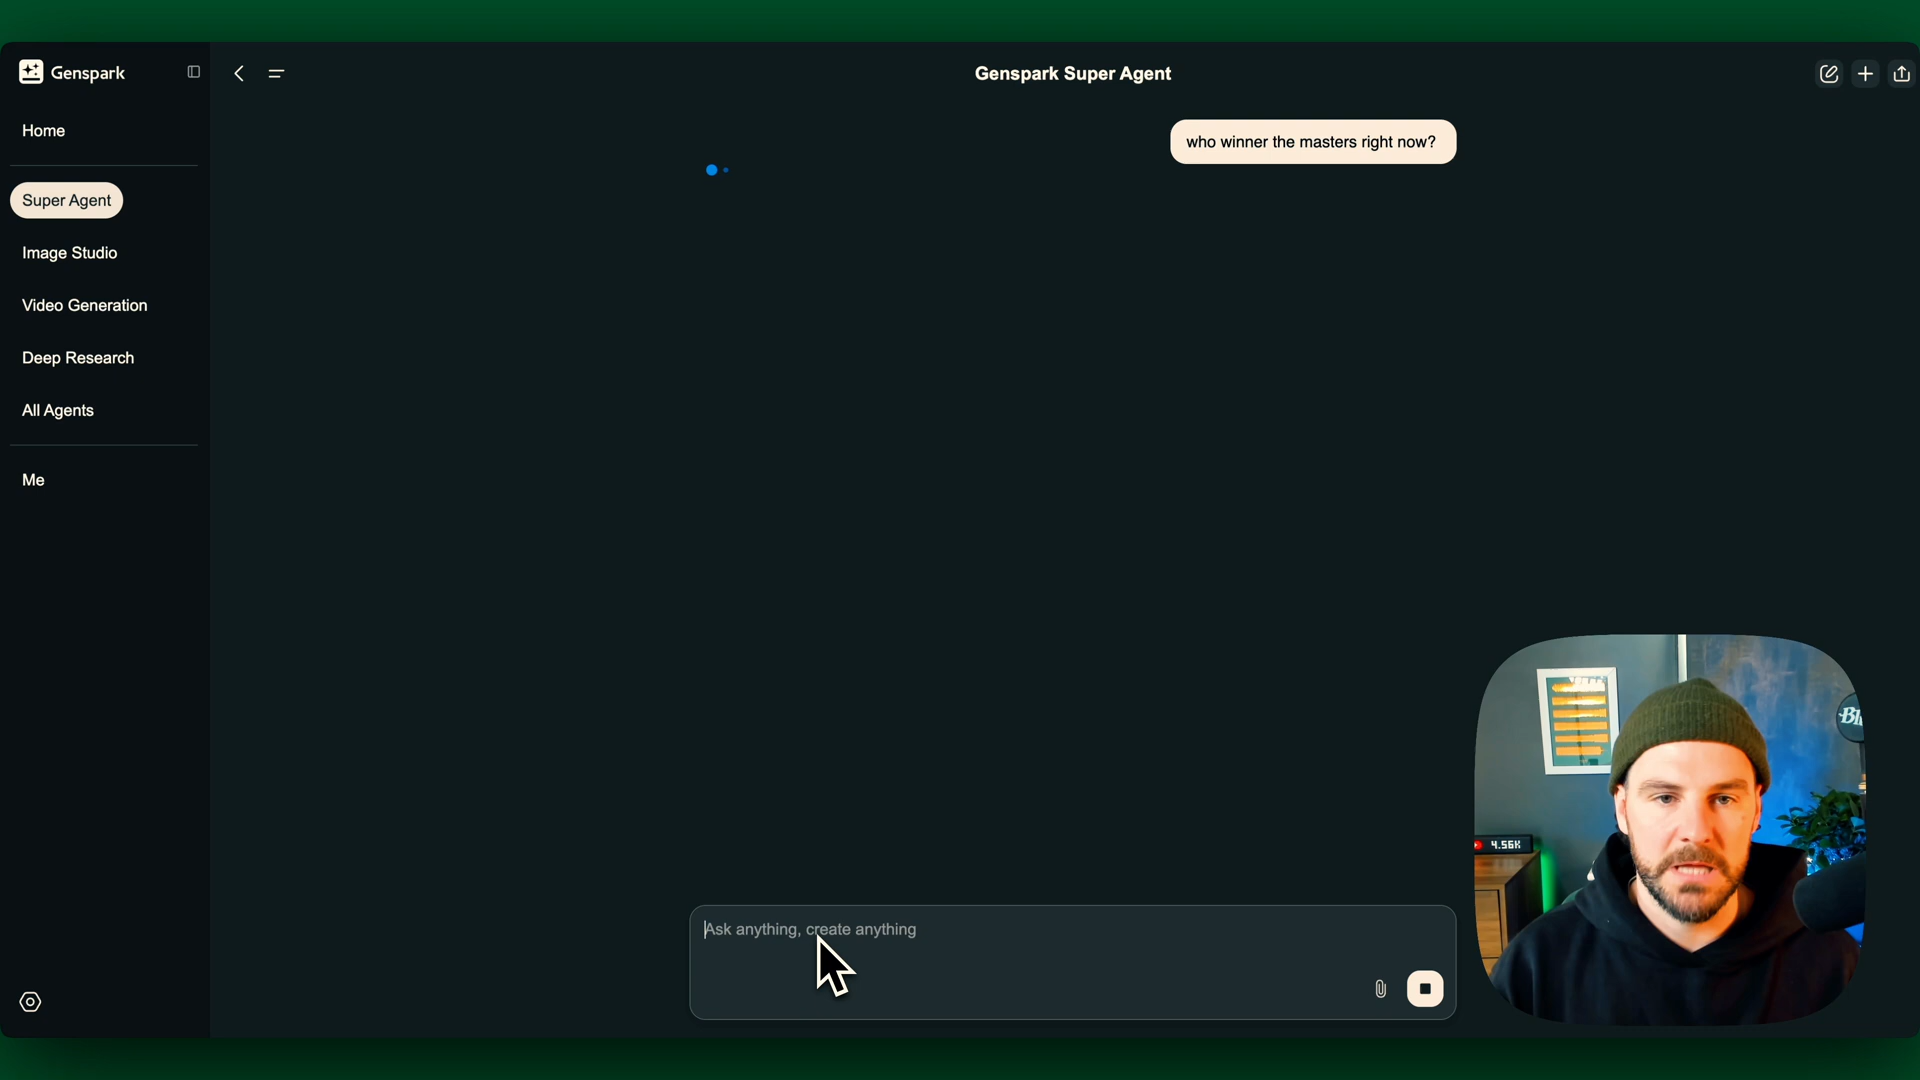 Genspark
Genspark Super Agent
Home
who winner the masters right now?
Super Agent
Image Studio
Video Generation
Deep Research
All Agents
Me
4.56K
Ask anything, create anything